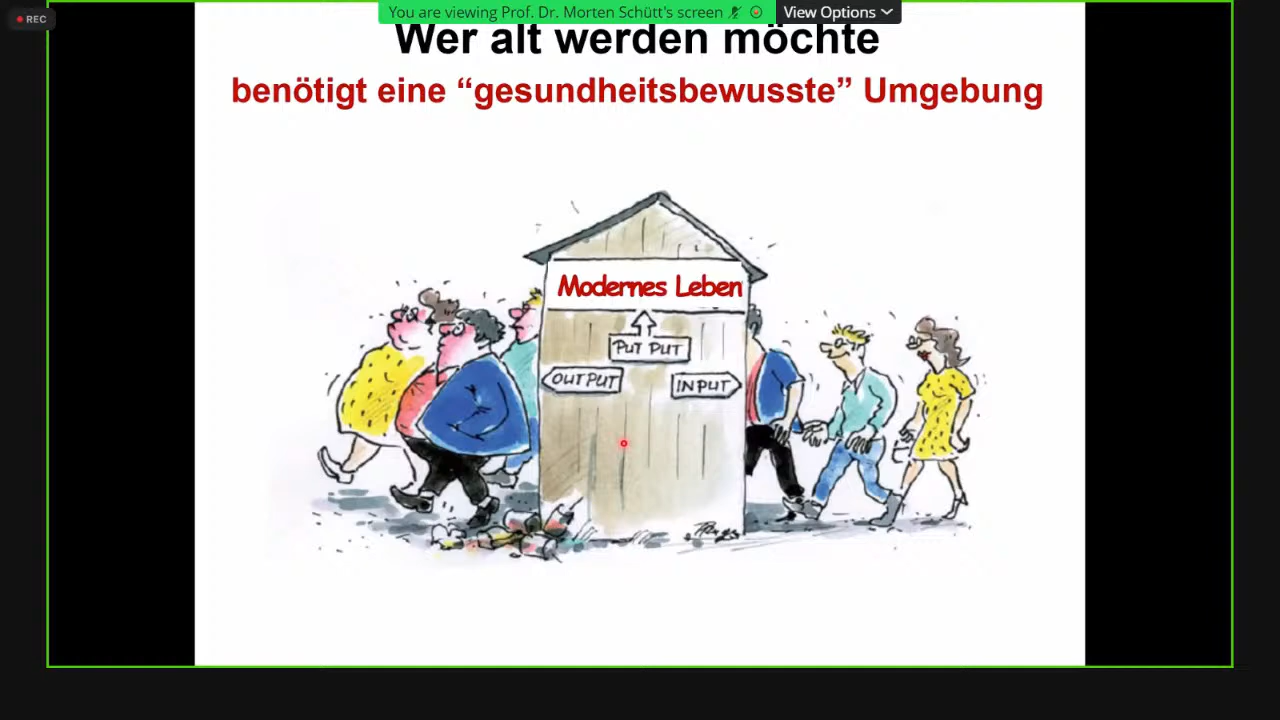 REC
You are viewing Prof. Dr. Morten Schütt's screen
View Options
Wer alt werden möchte
benötigt eine “gesundheitsbewusste” Umgebung
Modernes Leben
PUT PUT
OUTPUT
INPUT